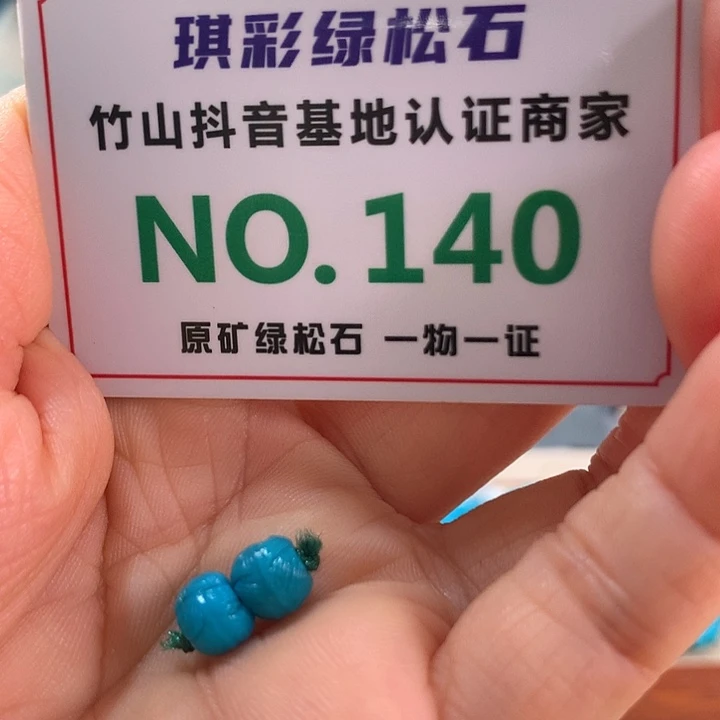 琪彩绿松石
竹山抖音基地认证商家
NO.140
原矿绿松石 一物一证